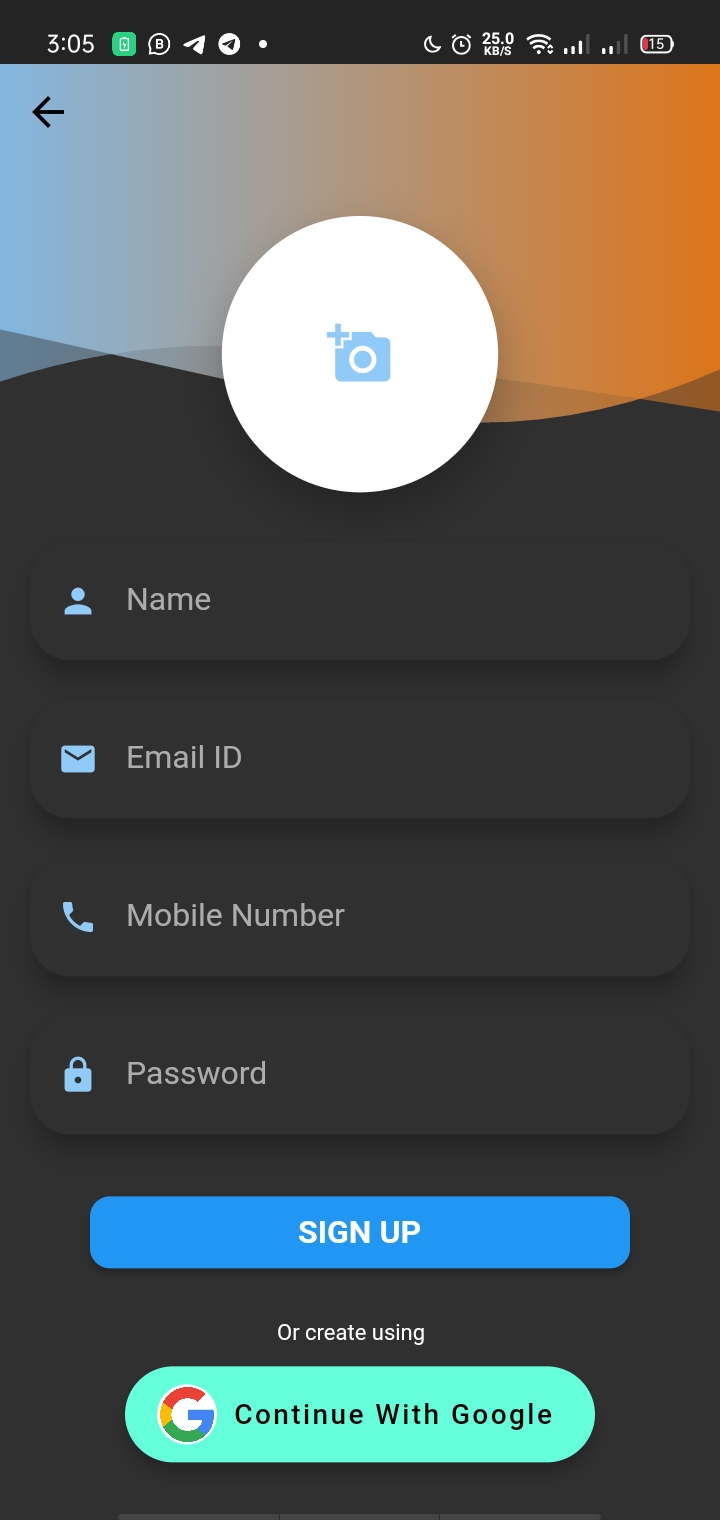 3:05
25.0
KB/S
15
Name
Email ID
Mobile Number
Password
SIGN UP
Or create using
Continue With Google